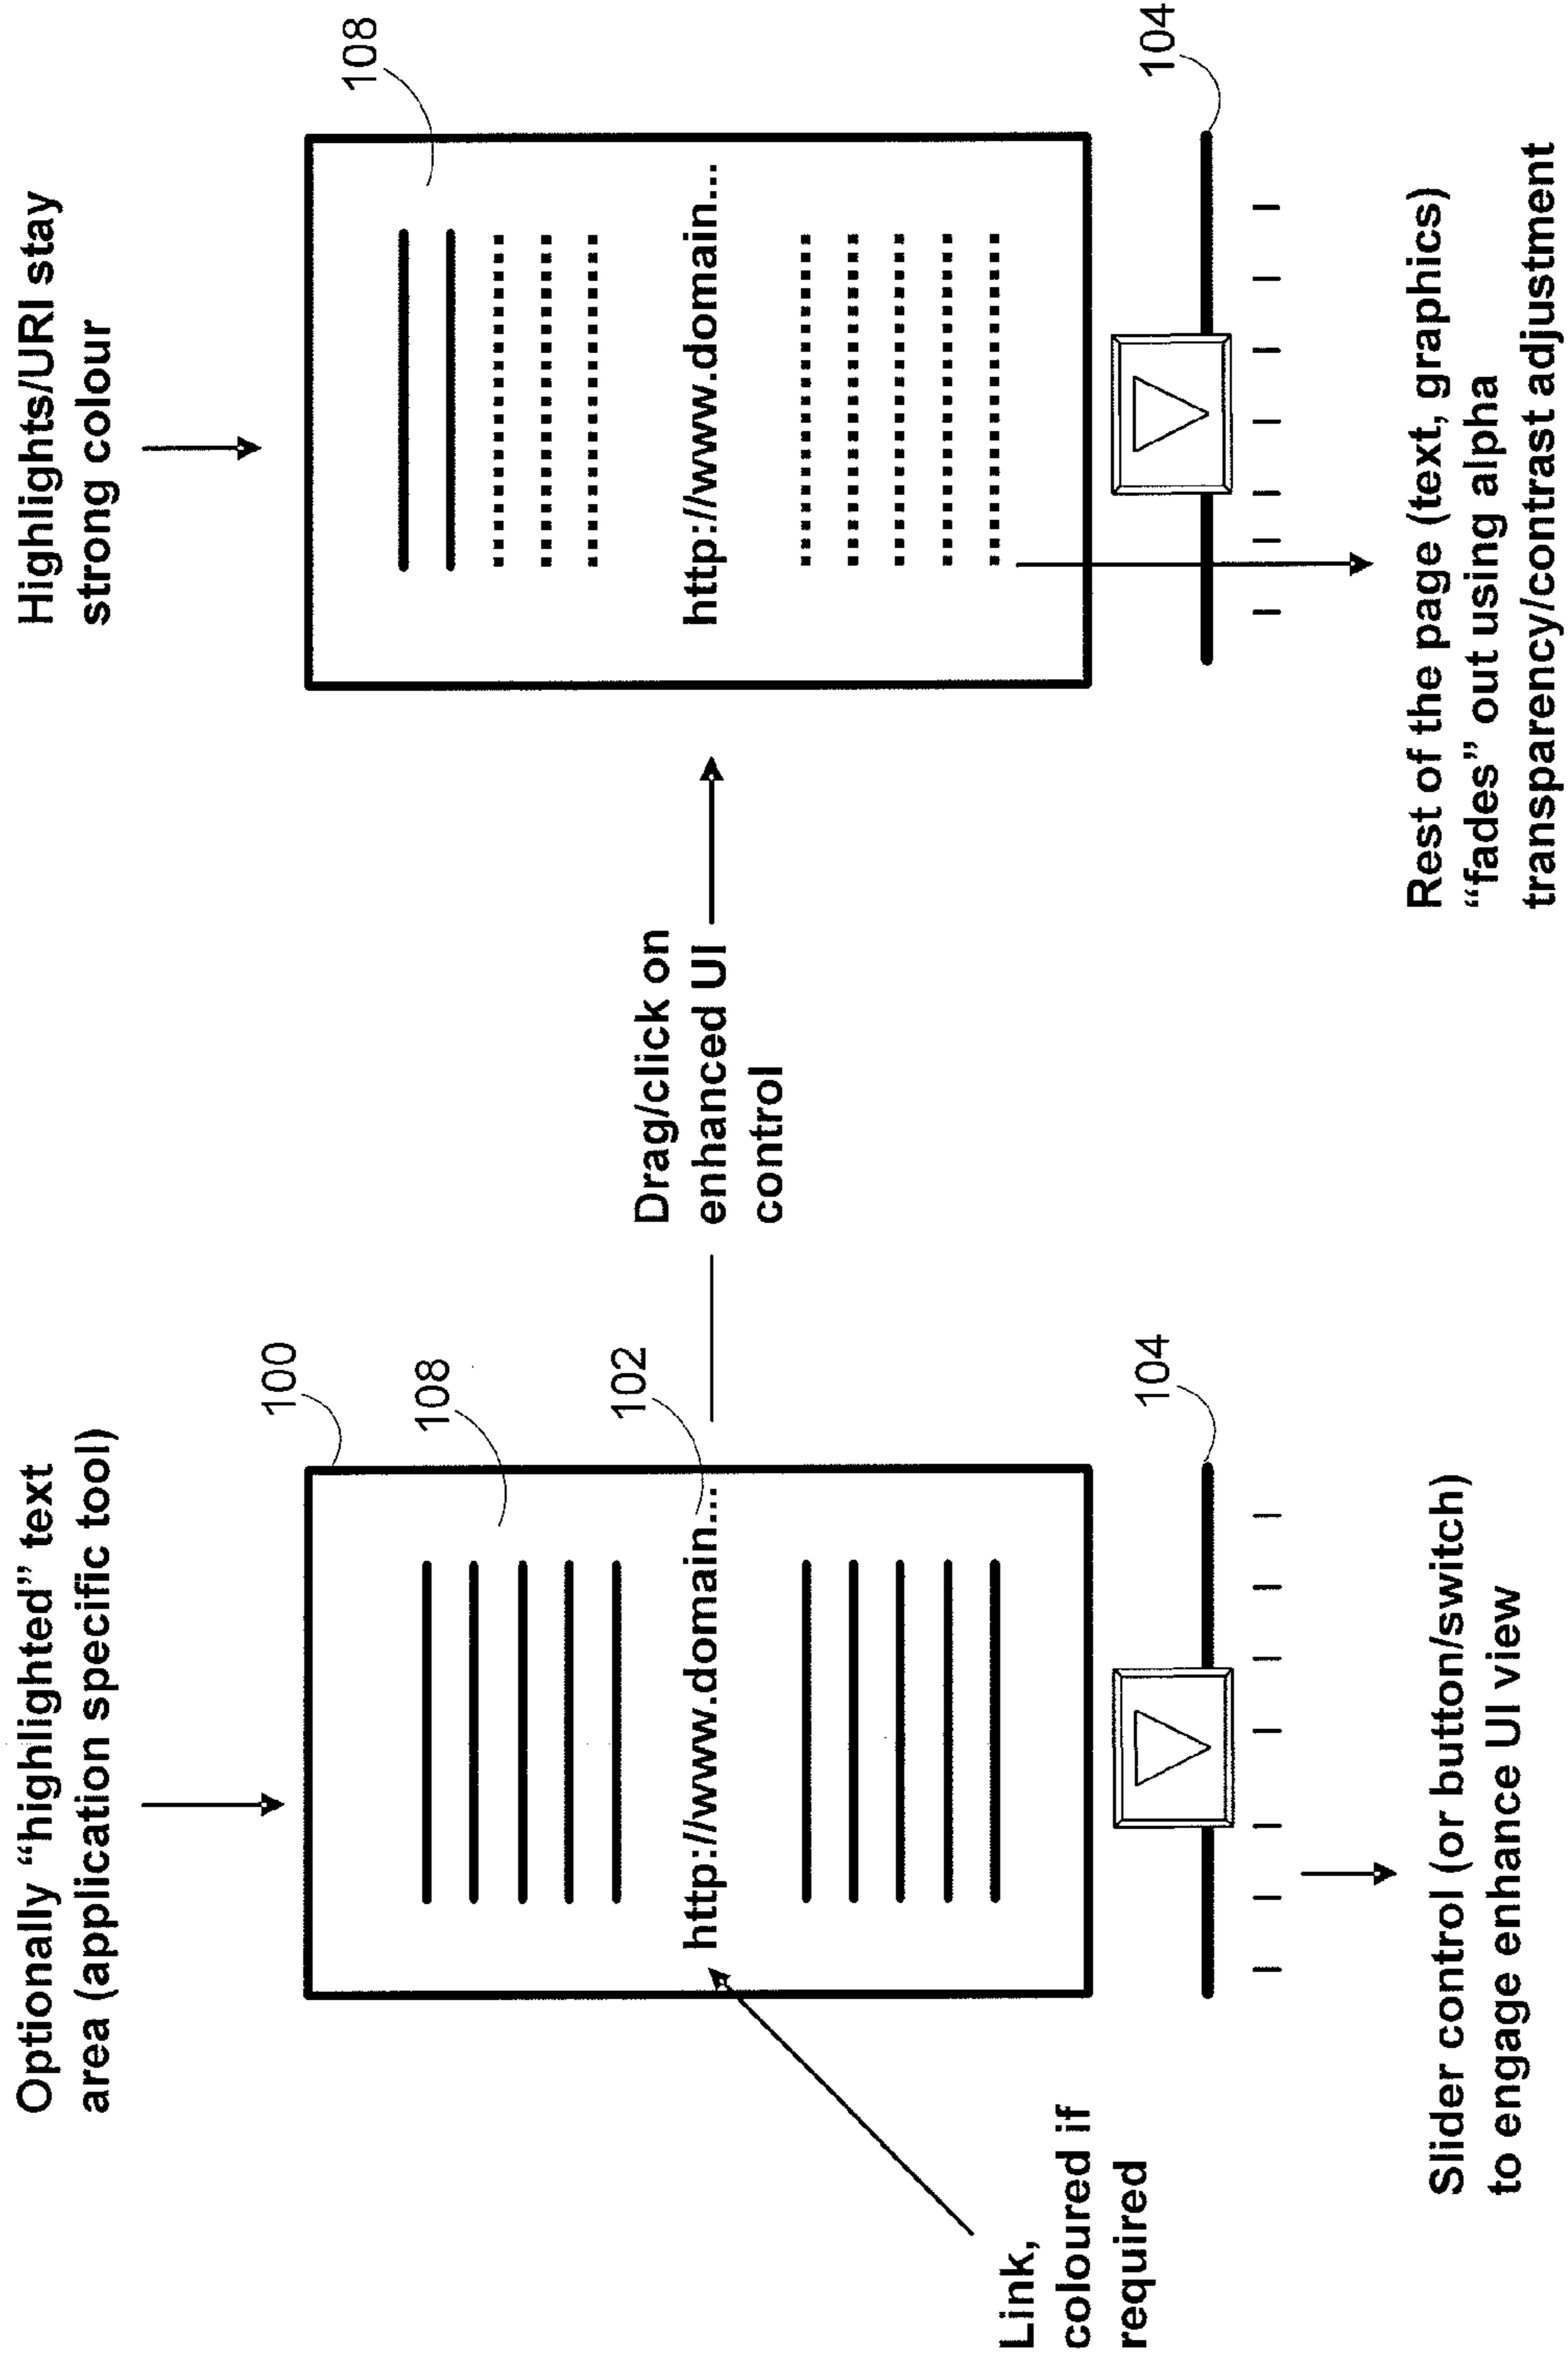 Optionally “highlighted” text
area (application specific tool)
100
108
102
http://www.domain...
Link,
coloured if
required
104
Slider control (or button/switch)
to engage enhance UI view
Drag/click on
enhanced UI
control
Highlights/URI stay
strong colour
108
http://www.domain...
104
Rest of the page (text, graphics)
“fades” out using alpha
transparency/contrast adjustment